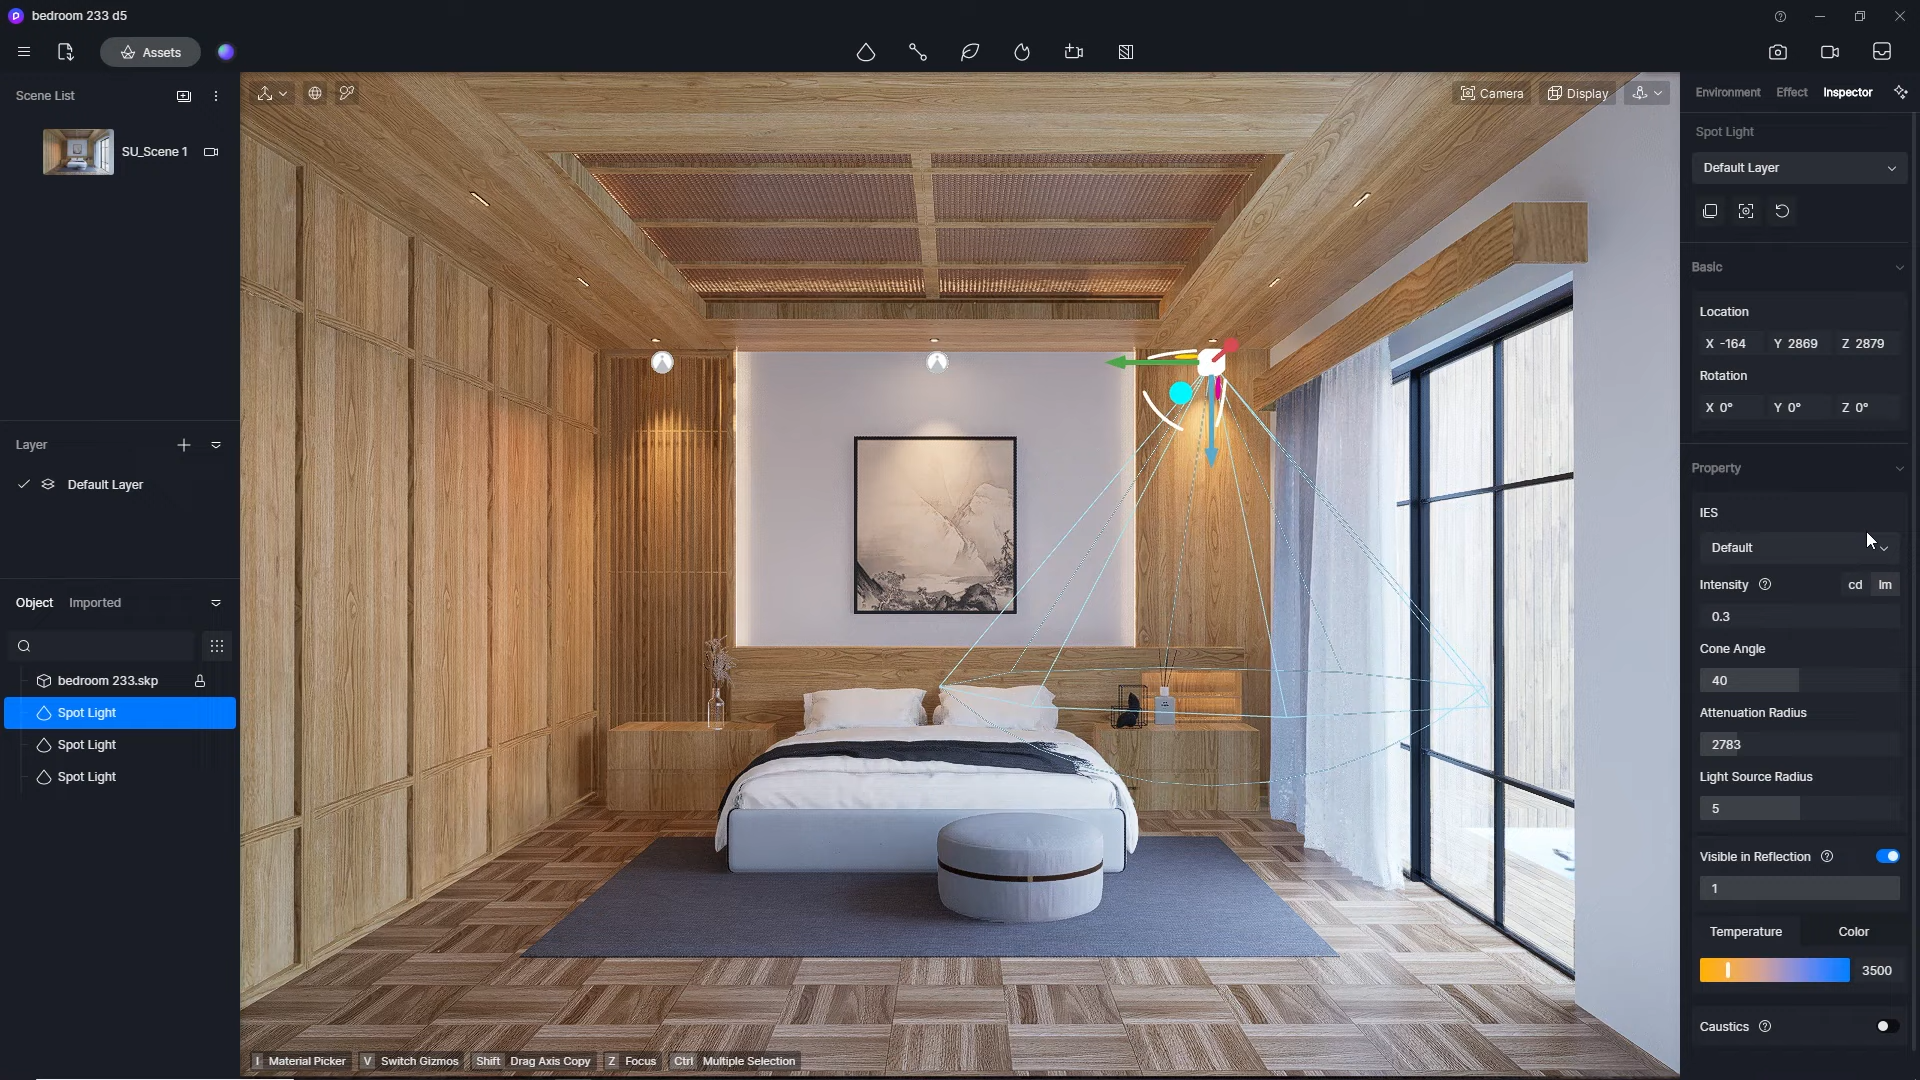 bedroom 233 d5
Assets
Scene List
SU_Scene 1
Layer
Default Layer
Object Imported
bedroom 233.skp
Spot Light
Spot Light
Spot Light
Camera
Display
I Material Picker V Switch Gizmos Shift Drag Axis Copy Z Focus Ctrl Multiple Selection
Environment Effect Inspector
Spot Light
Default Layer
Basic
Location
X -164 Y 2869 Z 2879
Rotation
X 0° Y 0° Z 0°
Property
IES
Default
Intensity cd lm
0.3
Cone Angle
40
Attenuation Radius
2783
Light Source Radius
5
Visible in Reflection
1
Temperature Color
3500
Caustics